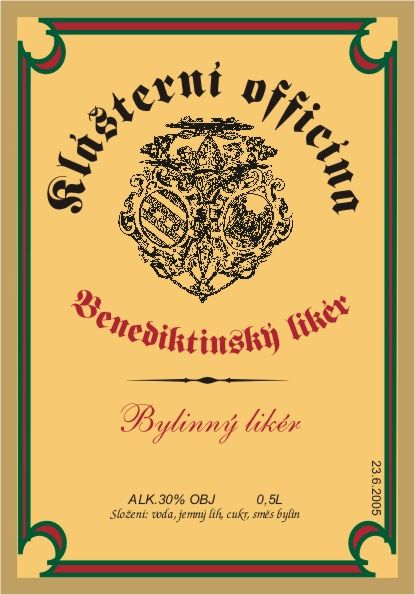 Klášterní officína
Benediktinský likér
Bylinný likér
ALK.30% OBJ 0,5L
Složení: voda, jemný líh, cukr, směs bylin
23.6.2005